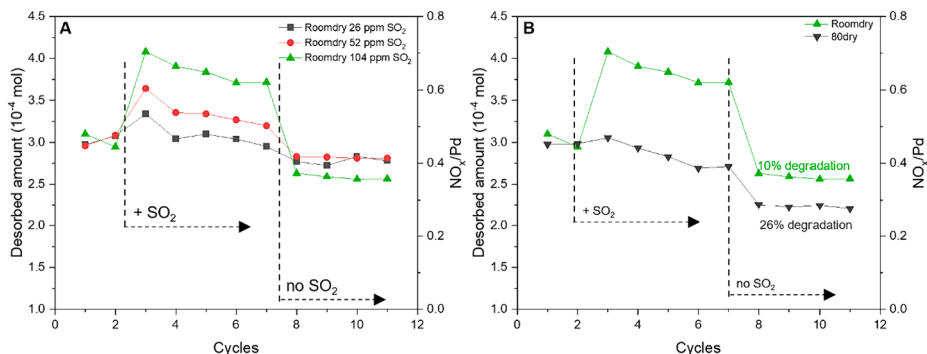 A
Roomdry 26 ppm SO₂
Roomdry 52 ppm SO₂
Roomdry 104 ppm SO₂
Desorbed amount (10⁻⁴ mol)
4.5
4.0
3.5
3.0
2.5
2.0
1.5
1.0
+ SO₂
no SO₂
0.8
0.6
0.4
0.2
0.0
NOₓ/Pd
0
2
4
6
8
10
12
Cycles
B
Roomdry
80dry
Desorbed amount (10⁻⁴ mol)
4.5
4.0
3.5
3.0
2.5
2.0
1.5
1.0
10% degradation
+ SO₂
26% degradation
no SO₂
0.8
0.6
0.4
0.2
0.0
NOₓ/Pd
0
2
4
6
8
10
12
Cycles